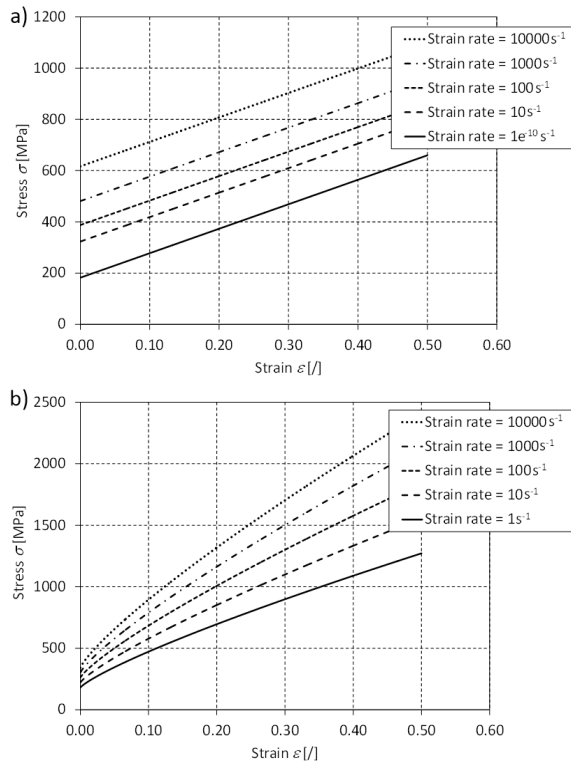 a)
1200
1000
800
600
400
200
0
Stress σ [MPa]
Strain rate = 10000s⁻¹
Strain rate = 1000s⁻¹
Strain rate = 100s⁻¹
Strain rate = 10s⁻¹
Strain rate = 1e⁻¹⁰s⁻¹
0.00 0.10 0.20 0.30 0.40 0.50 0.60
Strain ε [/]
b)
2500
2000
1500
1000
500
0
Stress σ [MPa]
Strain rate = 10000s⁻¹
Strain rate = 1000s⁻¹
Strain rate = 100s⁻¹
Strain rate = 10s⁻¹
Strain rate = 1s⁻¹
0.00 0.10 0.20 0.30 0.40 0.50 0.60
Strain ε [/]